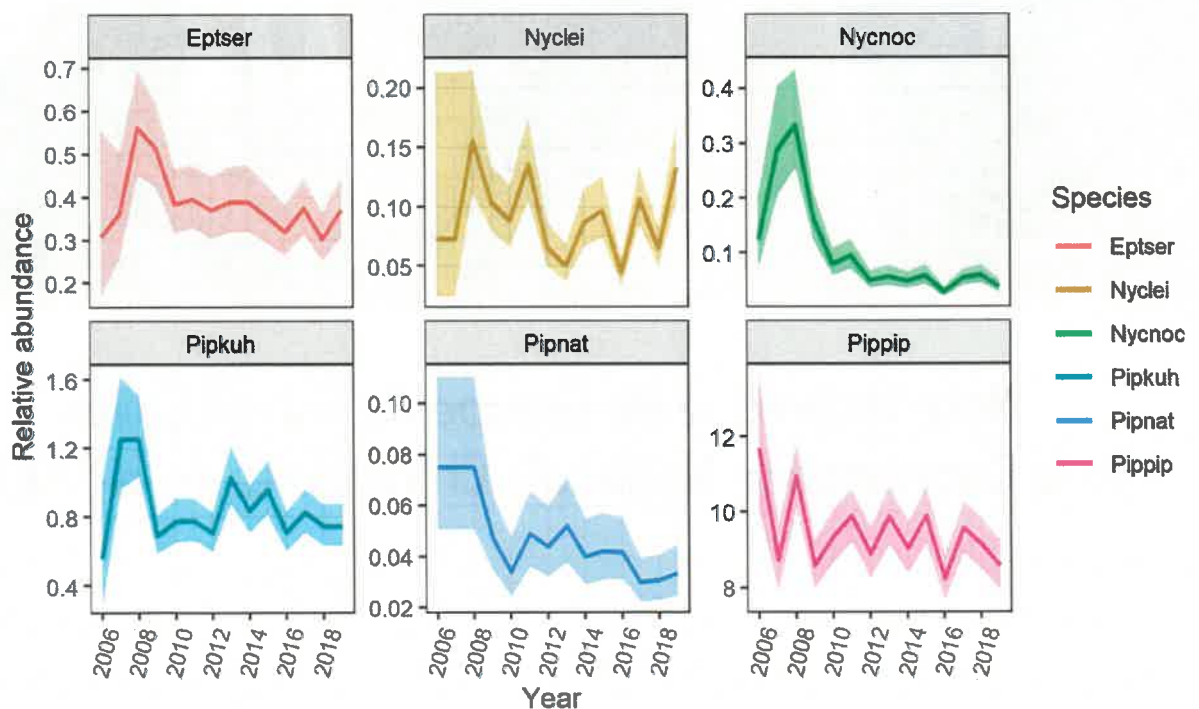 Eptser
Nyclei
Nycnoc
0.7
0.6
0.5
0.4
0.3
0.2
0.20
0.15
0.10
0.05
0.4
0.3
0.2
0.1
Relative abundance
Pipkuh
Pipnat
Pippip
1.6
1.2
0.8
0.4
0.10
0.08
0.06
0.04
0.02
12
10
8
2006 2008 2010 2012 2014 2016 2018
2006 2008 2010 2012 2014 2016 2018
2006 2008 2010 2012 2014 2016 2018
Year
Species
Eptser
Nyclei
Nycnoc
Pipkuh
Pipnat
Pippip